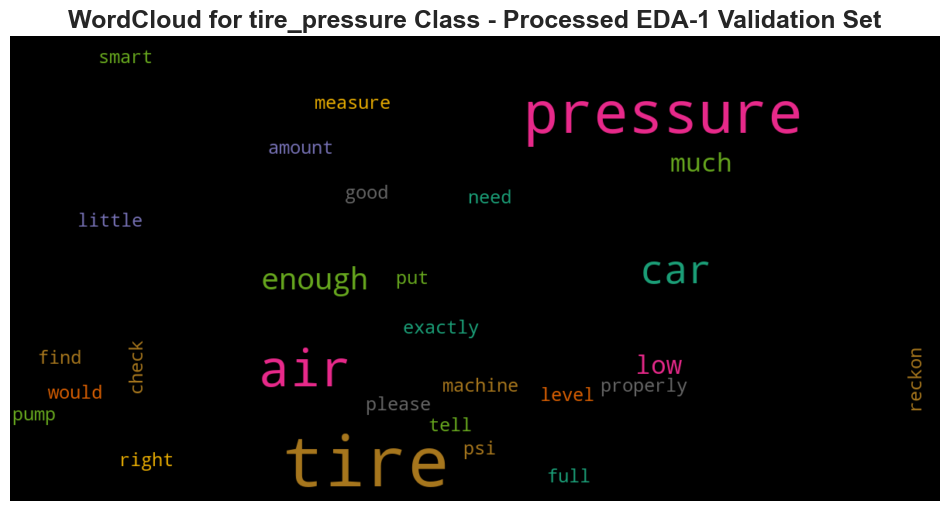 WordCloud for tire_pressure Class - Processed EDA-1 Validation Set
smart
measure
pressure
amount
much
good
need
little
car
enough
put
exactly
find
check
air
low
reckon
would
machine
level
properly
please
pump
tell
right
tire
psi
full